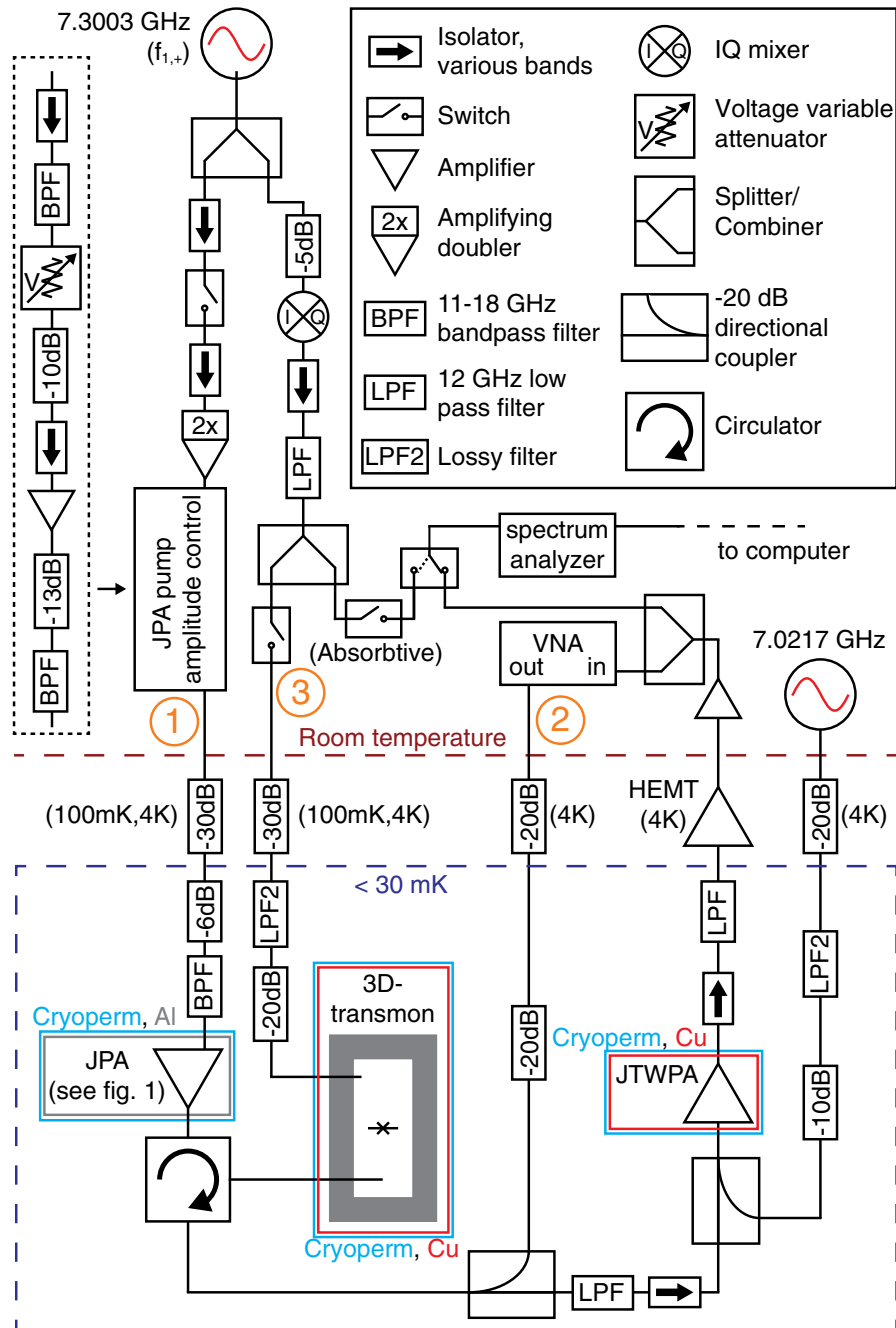 7.3003 GHz
(f1,+)
BPF
V
-10dB
-13dB
BPF
2x
JPA pump
amplitude control
-5dB
I Q
LPF
Isolator,
various bands
Switch
Amplifier
2x
Amplifying
doubler
BPF
11-18 GHz
bandpass filter
LPF
12 GHz low
pass filter
LPF2
Lossy filter
I Q
IQ mixer
V
Voltage variable
attenuator
Splitter/
Combiner
-20 dB
directional
coupler
Circulator
spectrum
analyzer
to computer
(Absorbtive)
VNA
out in
7.0217 GHz
1
3
2
Room temperature
(100mK,4K)
-30dB
-30dB
(100mK,4K)
-20dB
(4K)
HEMT
(4K)
-20dB
(4K)
< 30 mK
-6dB
BPF
LPF2
-20dB
Cryoperm, Al
JPA
(see fig. 1)
3D-
transmon
Cryoperm, Cu
-20dB
LPF
Cryoperm, Cu
JTWPA
LPF2
-10dB
LPF